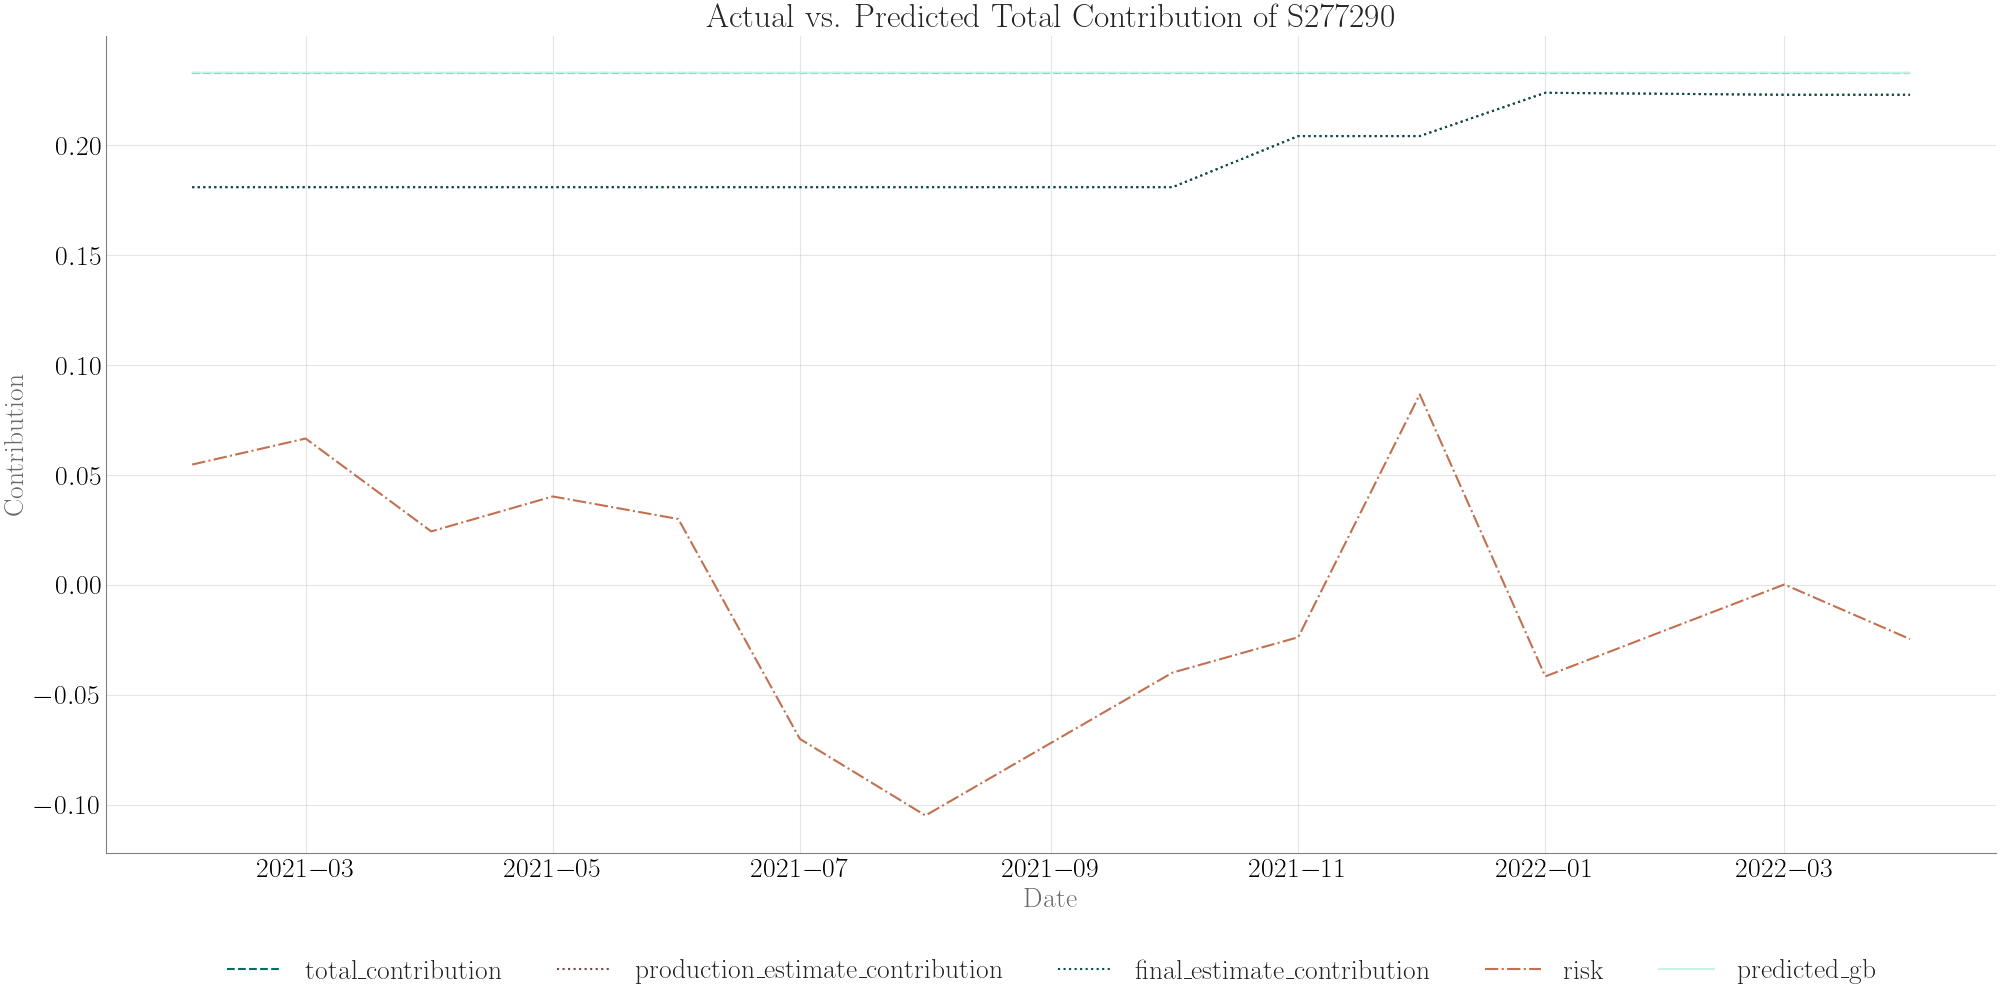 Actual vs. Predicted Total Contribution of S277290
Contribution
0.20
0.15
0.10
0.05
0.00
−0.05
−0.10
2021−03 2021−05 2021−07 2021−09 2021−11 2022−01 2022−03
Date
total_contribution production_estimate_contribution final_estimate_contribution risk predicted_gb